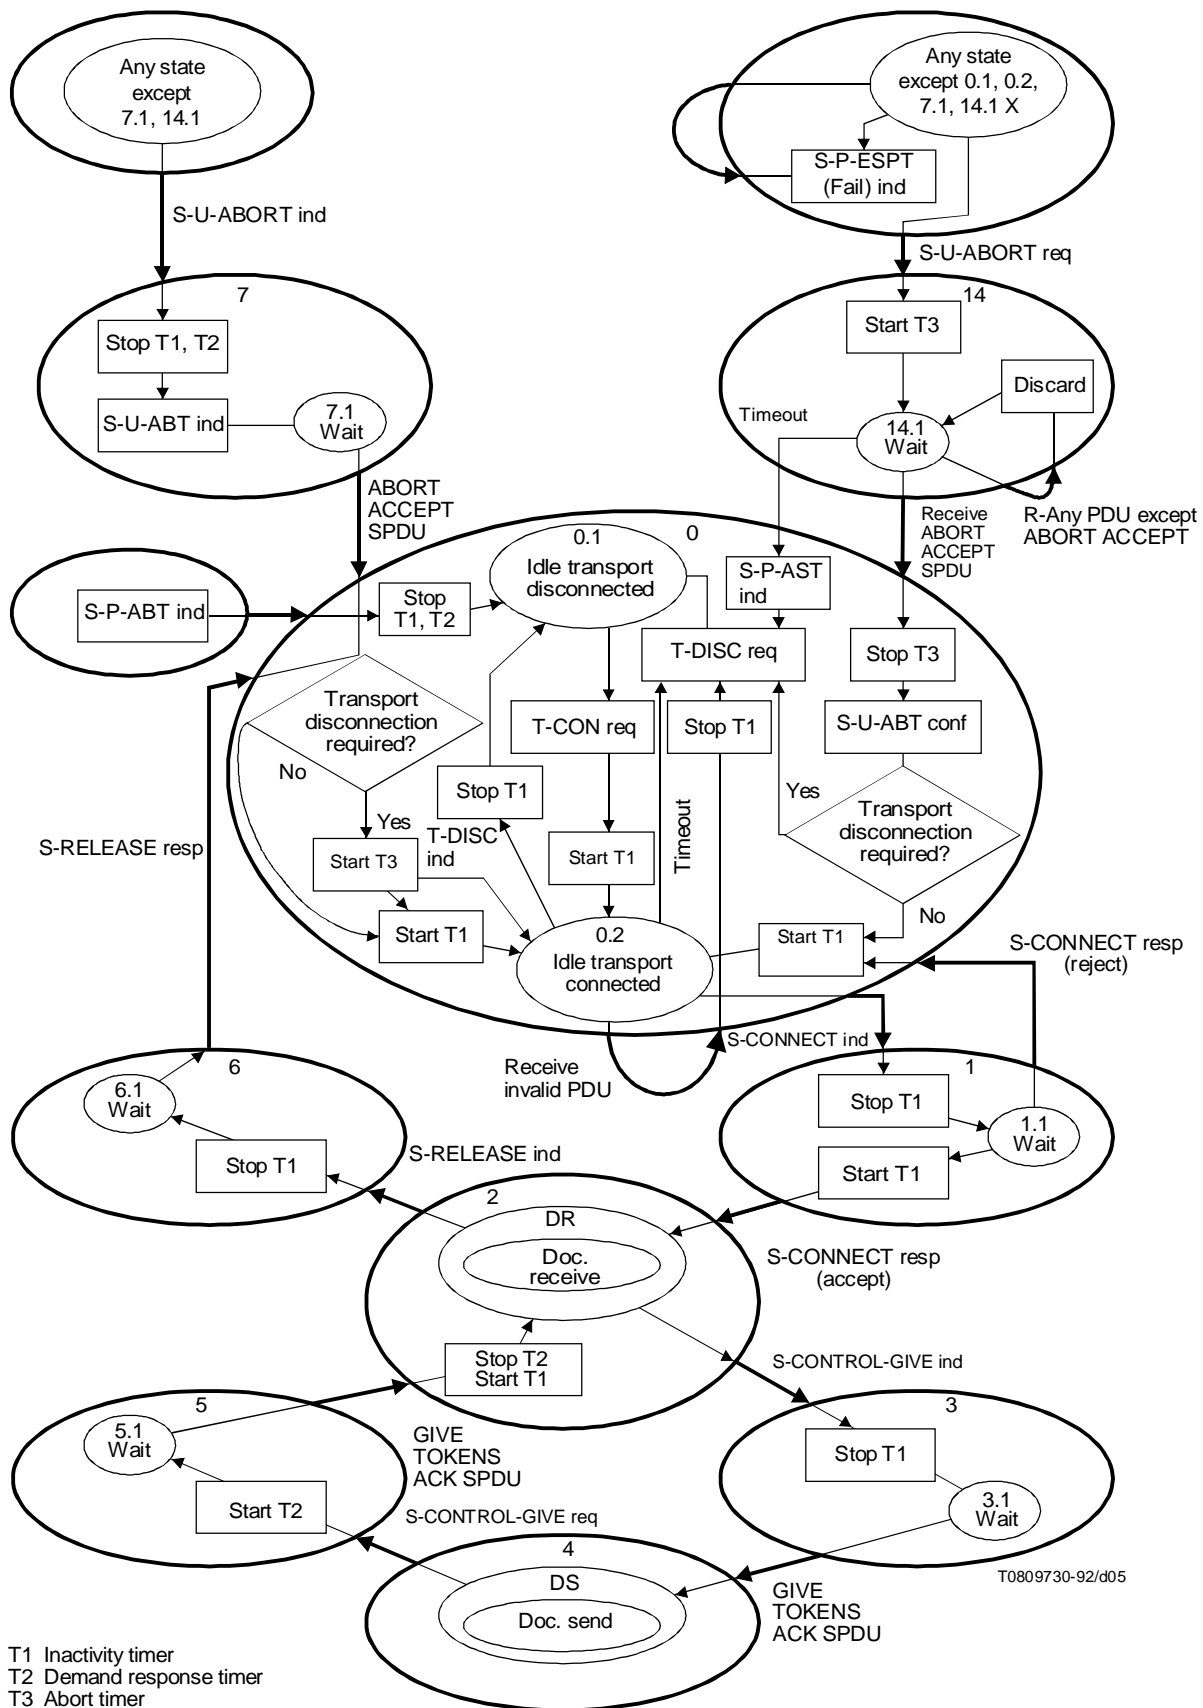 Any state
except
7.1, 14.1
Any state
except 0.1, 0.2,
7.1, 14.1 X
S-P-ESPT
(Fail) ind
S-U-ABORT ind
S-U-ABORT req
7
Stop T1, T2
S-U-ABT ind
7.1
Wait
14
Start T3
Discard
Timeout
14.1
Wait
ABORT
ACCEPT
SPDU
Receive
ABORT
ACCEPT
SPDU
R-Any PDU except
ABORT ACCEPT
0.1
Idle transport
disconnected
0
S-P-AST
ind
S-P-ABT ind
Stop
T1, T2
T-DISC req
Stop T3
Transport
disconnection
required?
T-CON req
Stop T1
S-U-ABT conf
No
Stop T1
Yes
Transport
disconnection
required?
S-RELEASE resp
Yes
T-DISC
ind
Timeout
Start T3
Start T1
No
Start T1
0.2
Idle transport
connected
Start T1
S-CONNECT resp
(reject)
S-CONNECT ind
Receive
invalid PDU
6
6.1
Wait
Stop T1
1
Stop T1
1.1
Wait
Start T1
S-RELEASE ind
2
DR
Doc.
receive
S-CONNECT resp
(accept)
Stop T2
Start T1
S-CONTROL-GIVE ind
5
5.1
Wait
Start T2
GIVE
TOKENS
ACK SPDU
3
Stop T1
3.1
Wait
S-CONTROL-GIVE req
4
DS
Doc. send
GIVE
TOKENS
ACK SPDU
T0809730-92/d05
T1 Inactivity timer
T2 Demand response timer
T3 Abort timer